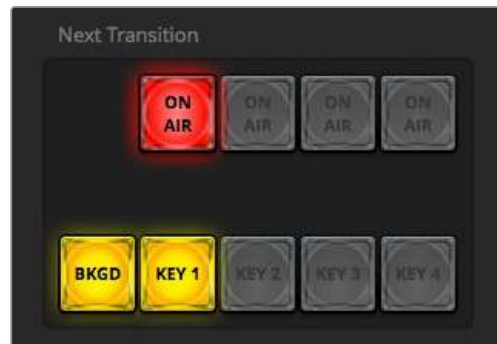 Next Transition
ON AIR ON AIR ON AIR ON AIR
BKGD KEY 1 KEY 2 KEY 3 KEY 4